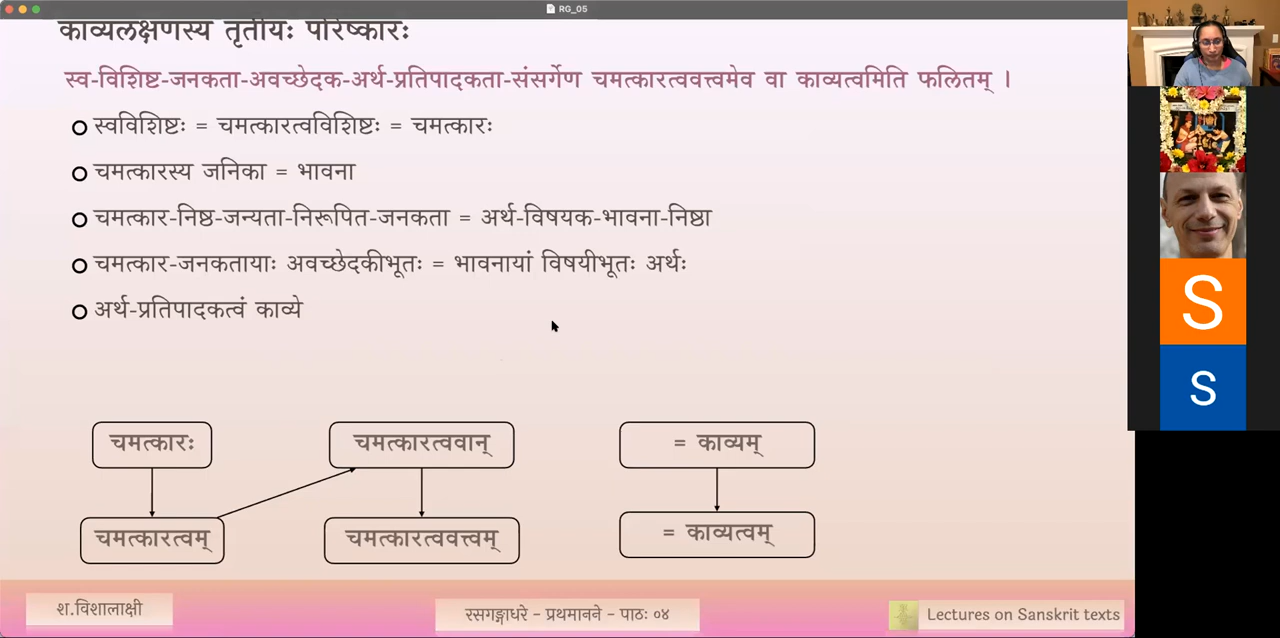 RG_05
काव्यलक्षणस्य तृतीयः परिष्कारः
स्व-विशिष्ट-जनकता-अवच्छेदक-अर्थ-प्रतिपादकता-संसर्गेण चमत्कारत्ववत्त्वमेव वा काव्यत्वमिति फलितम् ।
स्वविशिष्टः = चमत्कारत्वविशिष्टः = चमत्कारः
चमत्कारस्य जनिका = भावना
चमत्कार-निष्ठ-जन्यता-निरूपित-जनकता = अर्थ-विषयक-भावना-निष्ठा
चमत्कार-जनकतायाः अवच्छेदकीभूतः = भावनायां विषयीभूतः अर्थः
अर्थ-प्रतिपादकत्वं काव्ये
चमत्कारः
चमत्कारत्ववान्
= काव्यम्
चमत्कारत्वम्
चमत्कारत्ववत्त्वम्
= काव्यत्वम्
श.विशालाक्षी
रसगङ्गाधरे - प्रथमानने - पाठः ०४
Lectures on Sanskrit texts
S
S